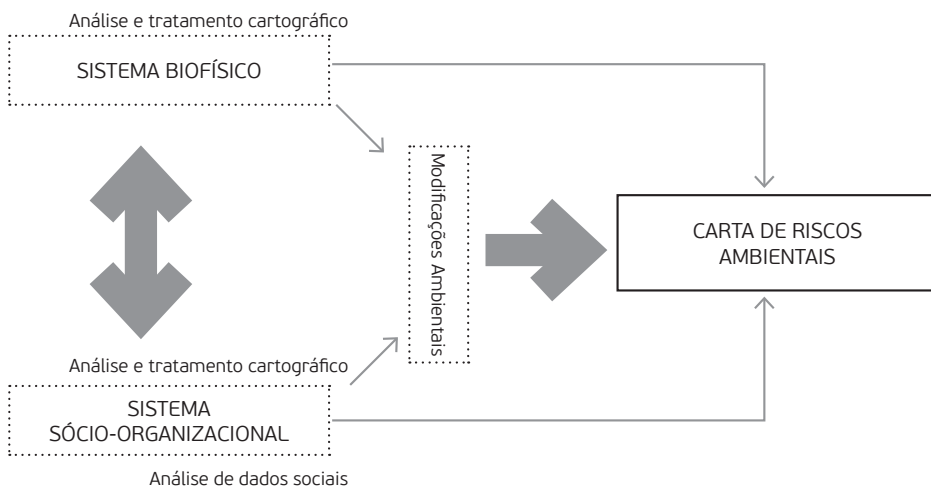 Análise e tratamento cartográfico
SISTEMA BIOFÍSICO
Modificações Ambientais
CARTA DE RISCOS
AMBIENTAIS
Análise e tratamento cartográfico
SISTEMA
SÓCIO-ORGANIZACIONAL
Análise de dados sociais